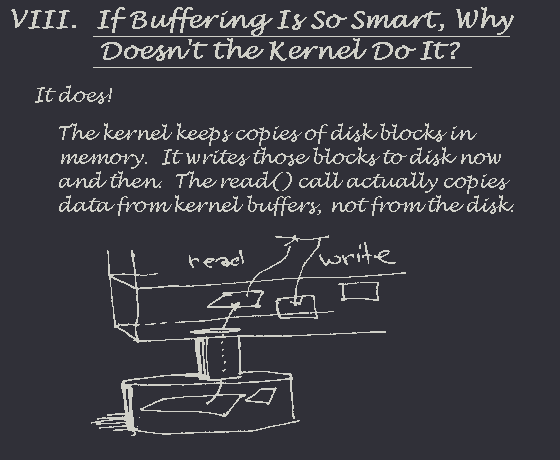 VIII. If Buffering Is So Smart, Why
Doesn't the Kernel Do It?
It does!
The kernel keeps copies of disk blocks in
memory. It writes those blocks to disk now
and then. The read() call actually copies
data from kernel buffers, not from the disk.
read write